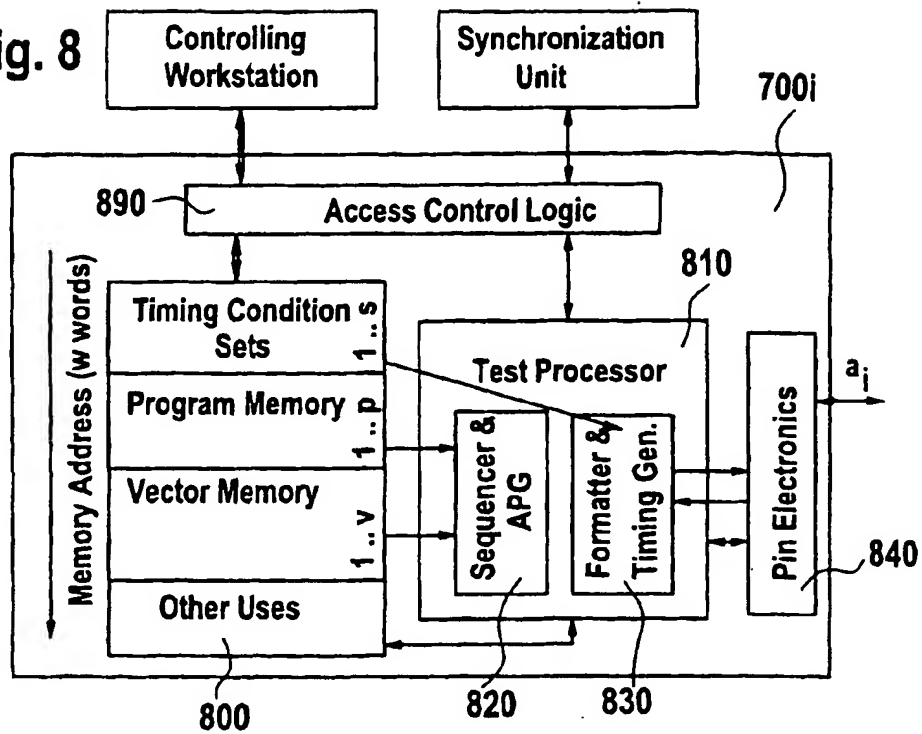 ig. 8
Controlling
Workstation
Synchronization
Unit
700i
890
Access Control Logic
Memory Address (w words)
Timing Condition
Sets
1 .. s
Program Memory
1 .. p
Vector Memory
1 .. v
Other Uses
800
810
Test Processor
Sequencer &
APG
820
Formatter &
Timing Gen.
830
Pin Electronics
840
ai